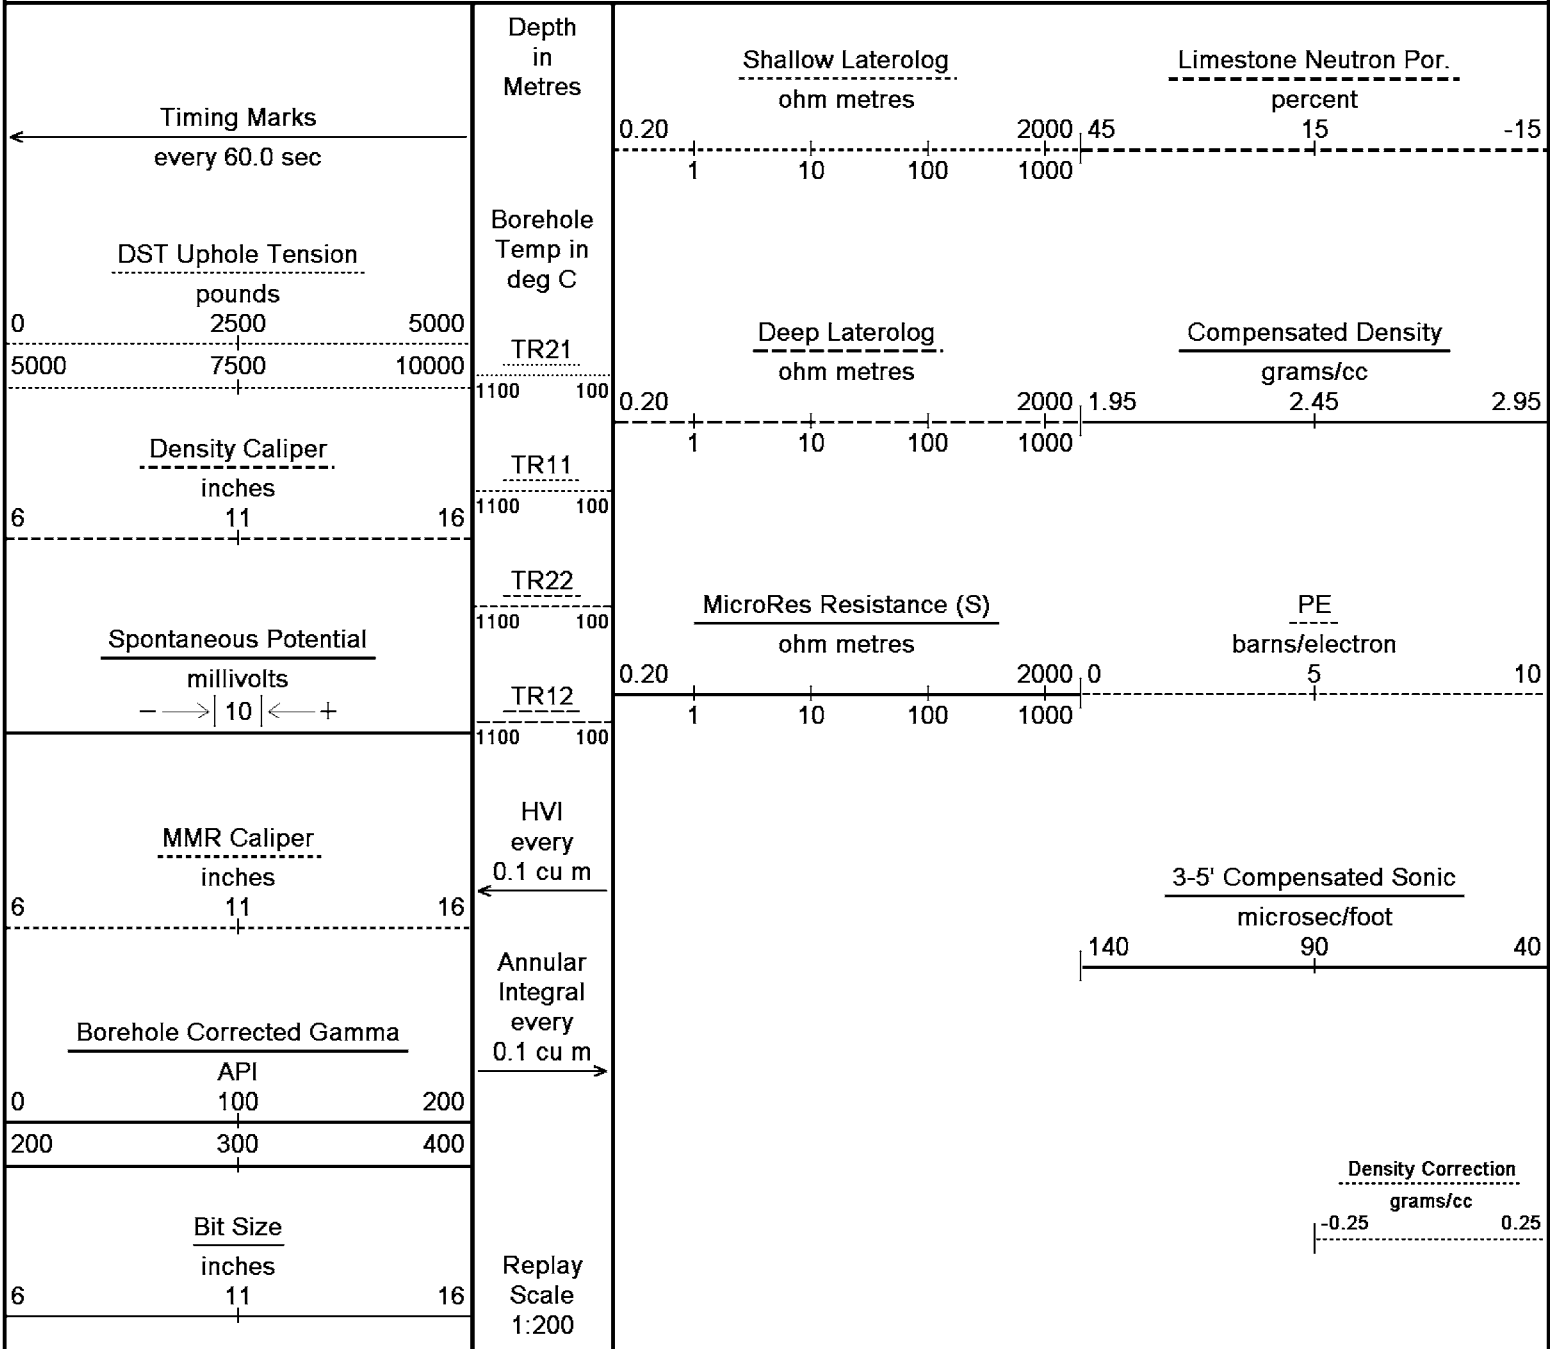 Timing Marks
every 60.0 sec
DST Uphole Tension
pounds
0 2500 5000
5000 7500 10000
Density Caliper
inches
6 11 16
Spontaneous Potential
millivolts
− →|10|← +
MMR Caliper
inches
6 11 16
Borehole Corrected Gamma
API
0 100 200
200 300 400
Bit Size
inches
6 11 16
Depth
in
Metres
Borehole
Temp in
deg C
TR21
1100 100
TR11
1100 100
TR22
1100 100
TR12
1100 100
HVI
every
0.1 cu m
Annular
Integral
every
0.1 cu m
Replay
Scale
1:200
Shallow Laterolog
ohm metres
0.20 2000
1 10 100 1000
Deep Laterolog
ohm metres
0.20 2000
1 10 100 1000
MicroRes Resistance (S)
ohm metres
0.20 2000
1 10 100 1000
Limestone Neutron Por.
percent
45 15 -15
Compensated Density
grams/cc
1.95 2.45 2.95
PE
barns/electron
0 5 10
3-5' Compensated Sonic
microsec/foot
140 90 40
Density Correction
grams/cc
-0.25 0.25